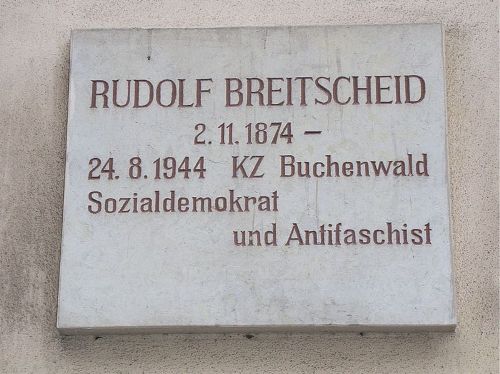 RUDOLF BREITSCHEID
2. 11. 1874 –
24. 8. 1944 KZ Buchenwald
Sozialdemokrat
und Antifaschist